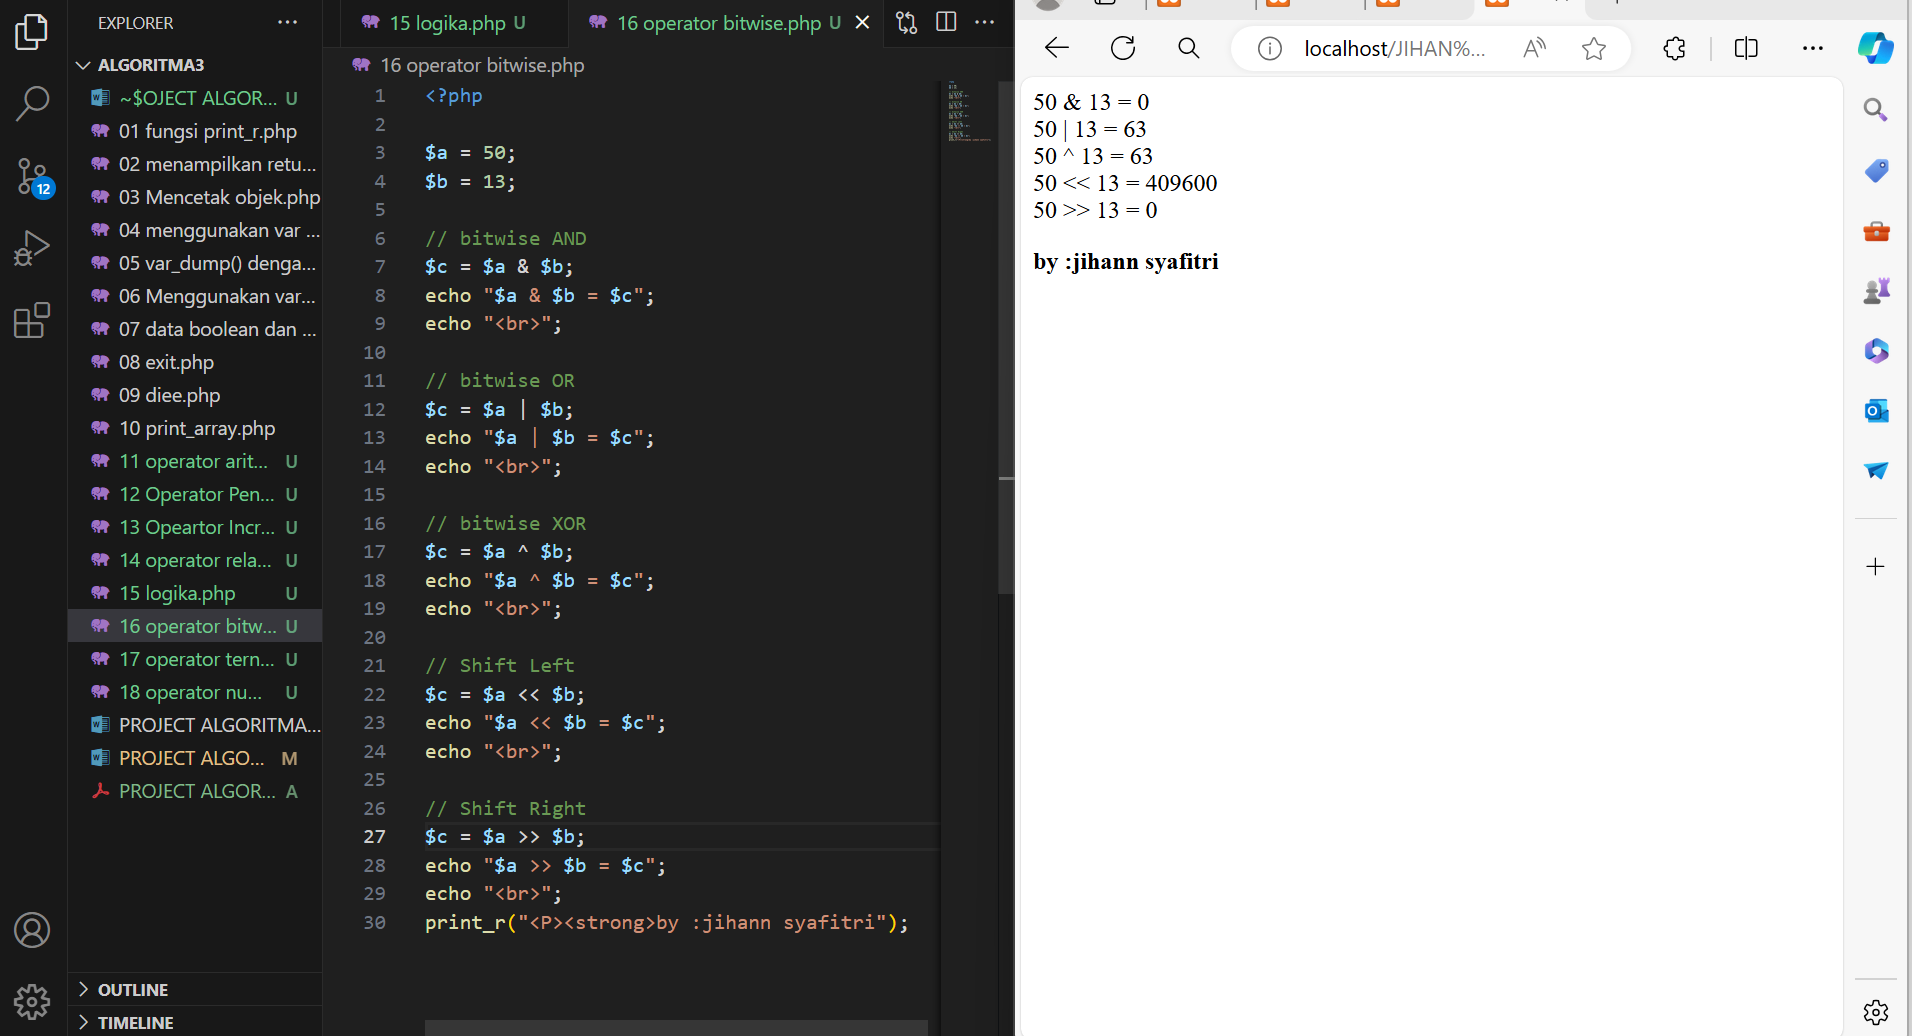 EXPLORER
ALGORITMA3
~$OJECT ALGOR... U
01 fungsi print_r.php
02 menampilkan retu...
03 Mencetak objek.php
04 menggunakan var ...
05 var_dump() denga...
06 Menggunakan var...
07 data boolean dan ...
08 exit.php
09 diee.php
10 print_array.php
11 operator arit... U
12 Operator Pen... U
13 Opeartor Incr... U
14 operator rela... U
15 logika.php U
16 operator bitw... U
17 operator tern... U
18 operator nu... U
PROJECT ALGORITMA...
PROJECT ALGO... M
PROJECT ALGOR... A
OUTLINE
TIMELINE
12
15 logika.php U
16 operator bitwise.php U
16 operator bitwise.php
1 <?php
2
3 $a = 50;
4 $b = 13;
5
6 // bitwise AND
7 $c = $a & $b;
8 echo "$a & $b = $c";
9 echo "<br>";
10
11 // bitwise OR
12 $c = $a | $b;
13 echo "$a | $b = $c";
14 echo "<br>";
15
16 // bitwise XOR
17 $c = $a ^ $b;
18 echo "$a ^ $b = $c";
19 echo "<br>";
20
21 // Shift Left
22 $c = $a << $b;
23 echo "$a << $b = $c";
24 echo "<br>";
25
26 // Shift Right
27 $c = $a >> $b;
28 echo "$a >> $b = $c";
29 echo "<br>";
30 print_r("<P><strong>by :jihann syafitri");
localhost/JIHAN%...
50 & 13 = 0
50 | 13 = 63
50 ^ 13 = 63
50 << 13 = 409600
50 >> 13 = 0
by :jihann syafitri